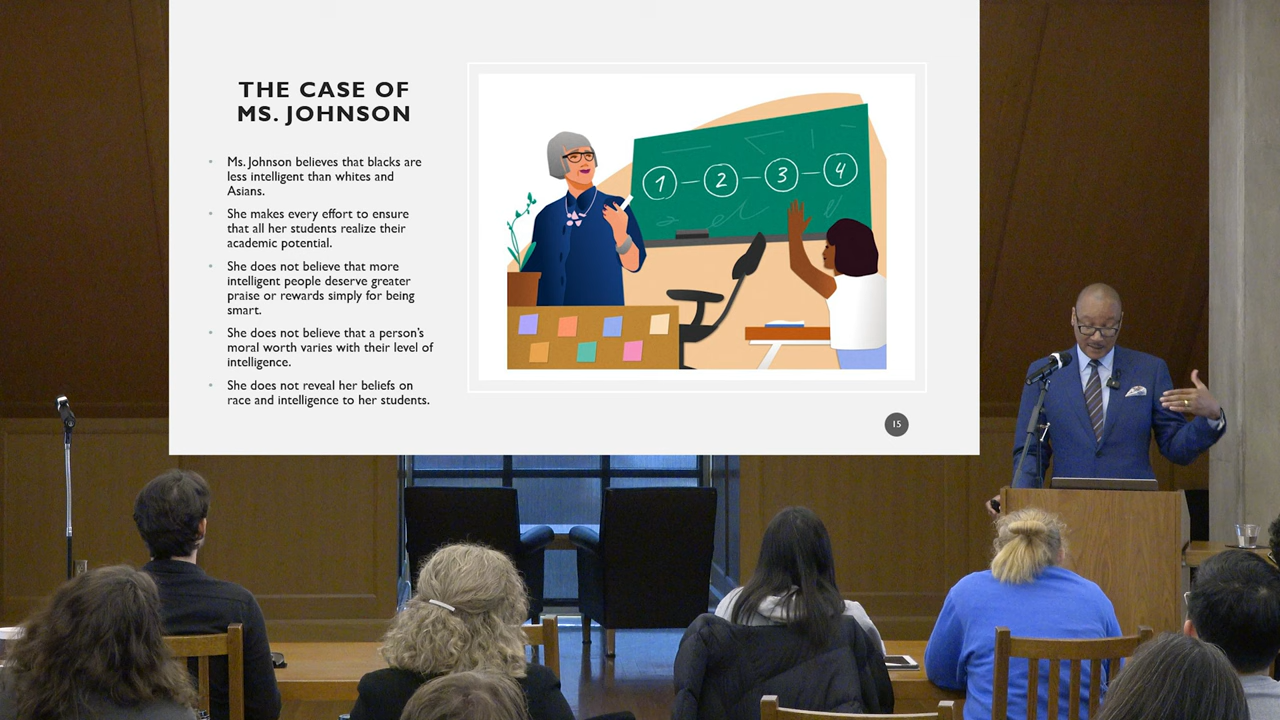 THE CASE OF
MS. JOHNSON
Ms. Johnson believes that blacks are
less intelligent than whites and
Asians.
She makes every effort to ensure
that all her students realize their
academic potential.
She does not believe that more
intelligent people deserve greater
praise or rewards simply for being
smart.
She does not believe that a person's
moral worth varies with their level of
intelligence.
She does not reveal her beliefs on
race and intelligence to her students.
1 2 3 4
15